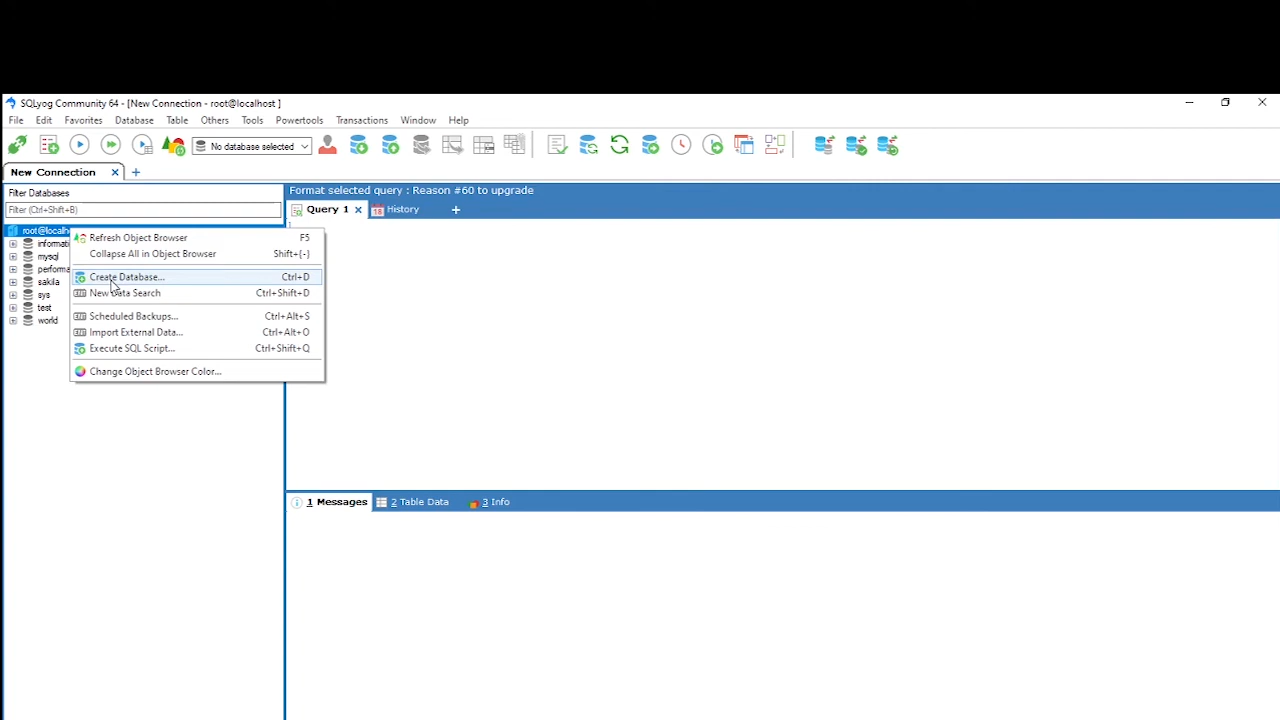 SQLyog Community 64 - [New Connection - root@localhost ]
File Edit Favorites Database Table Others Tools Powertools Transactions Window Help
No database selected
New Connection
Filter Databases
Format selected query : Reason #60 to upgrade
Filter (Ctrl+Shift+B)
Query 1
History
root@localh
Refresh Object Browser F5
informati
Collapse All in Object Browser Shift+{-}
mysql
performa
Create Database... Ctrl+D
sakila
New Data Search Ctrl+Shift+D
sys
test
Scheduled Backups... Ctrl+Alt+S
world
Import External Data... Ctrl+Alt+O
Execute SQL Script... Ctrl+Shift+Q
Change Object Browser Color...
1 Messages 2 Table Data 3 Info